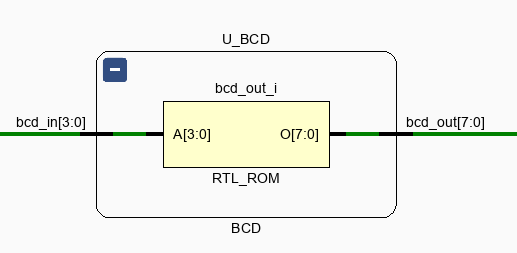 U_BCD
bcd_out_i
bcd_in[3:0]
bcd_out[7:0]
A[3:0]
O[7:0]
RTL_ROM
BCD